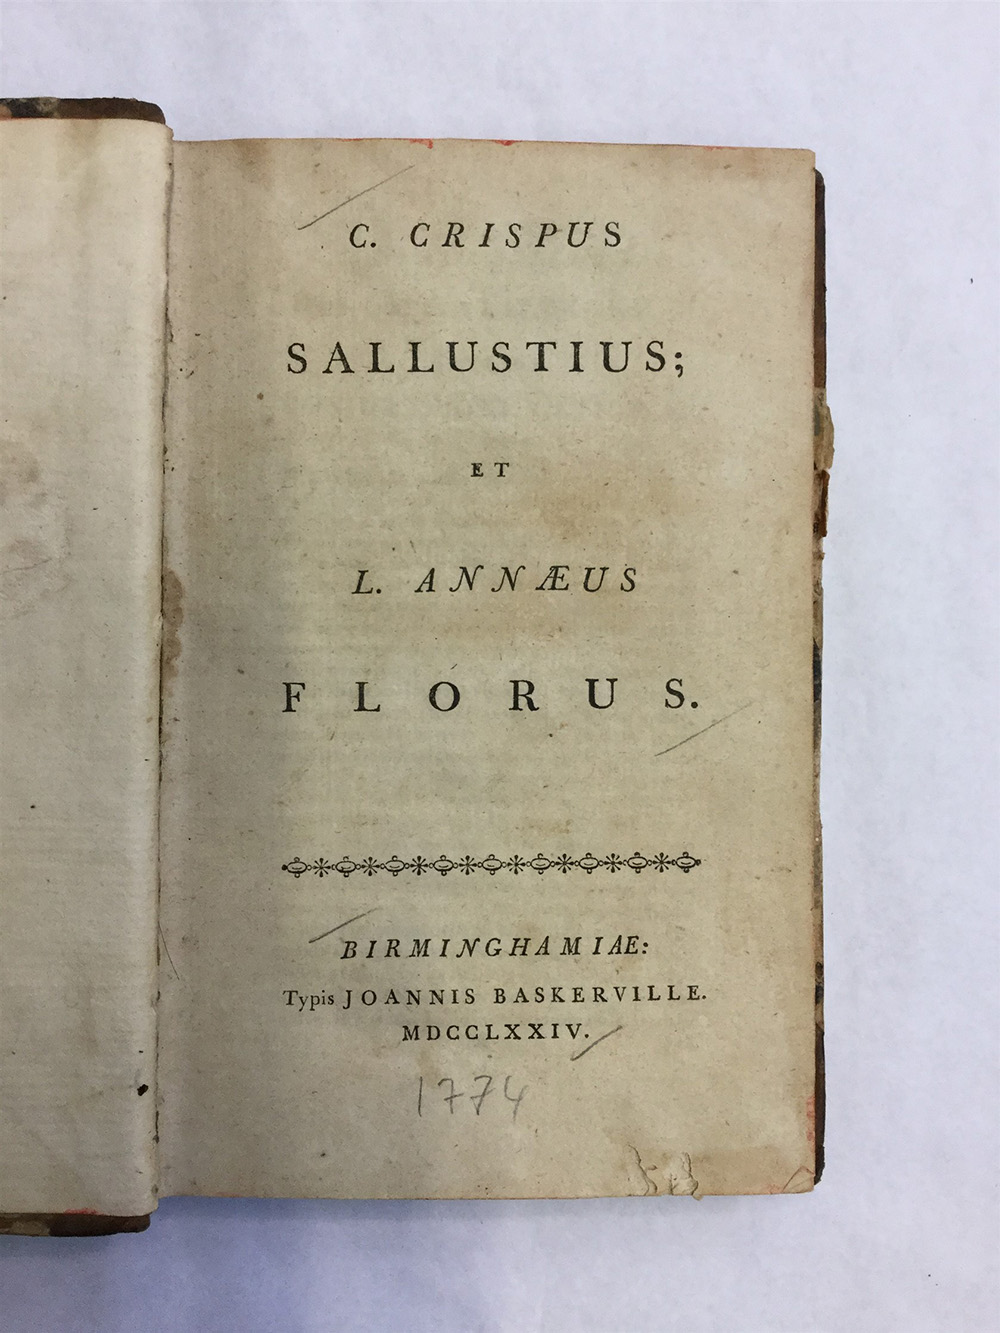 C. CRISPUS
SALLUSTIUS;
ET
L. ANNÆUS
FLORUS.
BIRMINGHAMIAE:
Typis JOANNIS BASKERVILLE.
MDCCLXXIV.
1774